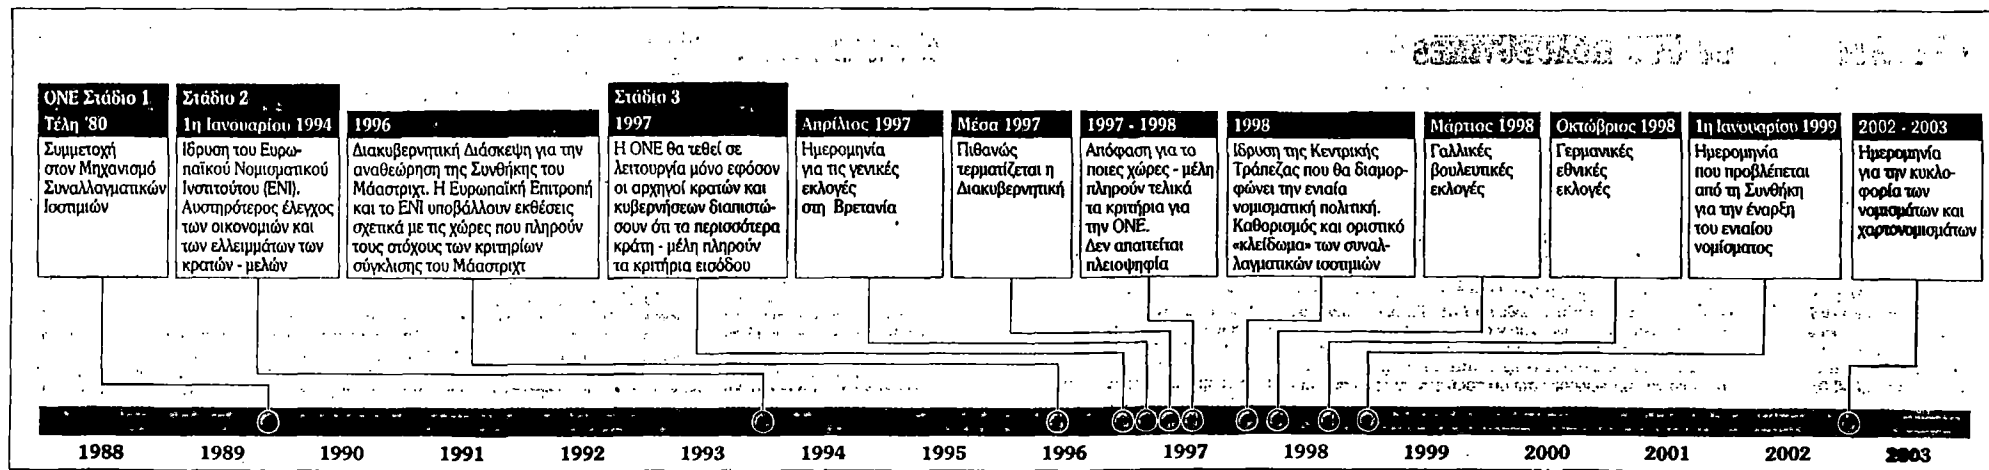 ΟΝΕ Στάδιο 1
Τέλη '80
Συμμετοχή
στον Μηχανισμό
Συναλλαγματικών
Ισοτιμιών
Στάδιο 2
1η Ιανουαρίου 1994
Ιδρυση του Ευρω-
παϊκού Νομισματικού
Ινστιτούτου (ΕΝΙ).
Αυστηρότερος έλεγχος
των οικονομιών και
των ελλειμμάτων των
κρατών - μελών
1996
Διακυβερνητική Διάσκεψη για την
αναθεώρηση της Συνθήκης του
Μάαστριχτ. Η Ευρωπαϊκή Επιτροπή
και το ΕΝΙ υποβάλλουν εκθέσεις
σχετικά με τις χώρες που πληρούν
τους στόχους των κριτηρίων
σύγκλισης του Μάαστριχτ
Στάδιο 3
1997
Η ΟΝΕ θα τεθεί σε
λειτουργία μόνο εφόσον
οι αρχηγοί κρατών και
κυβερνήσεων διαπιστώ-
σουν ότι τα περισσότερα
κράτη - μέλη πληρούν
τα κριτήρια εισόδου
Απρίλιος 1997
Ημερομηνία
για τις γενικές
εκλογές
στη Βρετανία
Μέσα 1997
Πιθανώς
τερματίζεται η
Διακυβερνητική
1997 - 1998
Απόφαση για το
ποιες χώρες - μέλη
πληρούν τελικά
τα κριτήρια για
την ΟΝΕ.
Δεν απαιτείται
πλειοψηφία
1998
Ιδρυση της Κεντρικής
Τράπεζας που θα διαμορ-
φώνει την ενιαία
νομισματική πολιτική.
Καθορισμός και οριστικό
«κλείδωμα» των συναλ-
λαγματικών ισοτιμιών
Μάρτιος 1998
Γαλλικές
βουλευτικές
εκλογές
Οκτώβριος 1998
Γερμανικές
εθνικές
εκλογές
1η Ιανουαρίου 1999
Ημερομηνία
που προβλέπεται
από τη Συνθήκη
για την έναρξη
του ενιαίου
νομίσματος
2002 - 2003
Ημερομηνία
για την κυκλο-
φορία των
νομισμάτων και
χαρτονομισμάτων
1988 1989 1990 1991 1992 1993 1994 1995 1996 1997 1998 1999 2000 2001 2002 2003